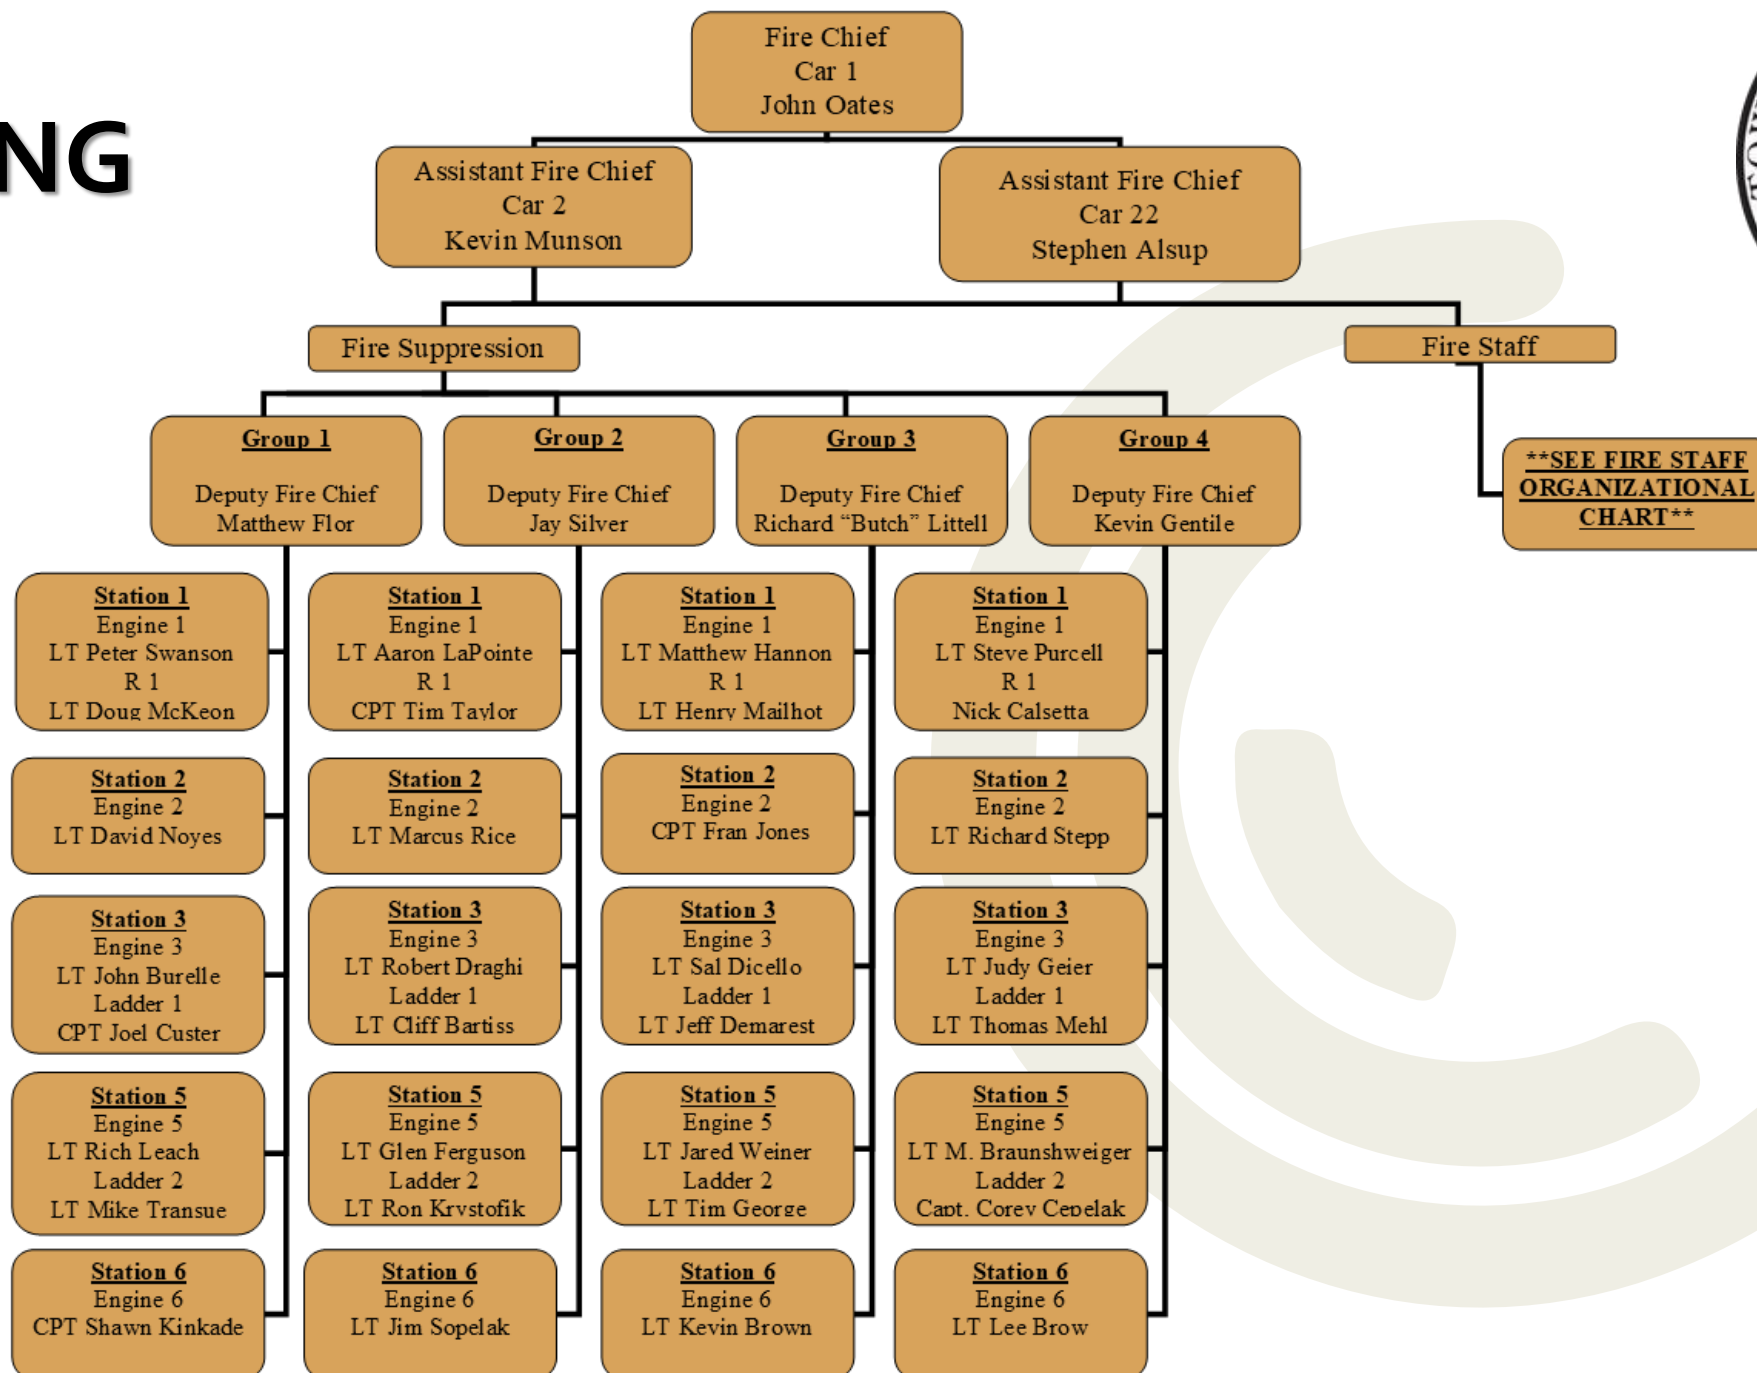 NG
Fire Chief
Car 1
John Oates
Assistant Fire Chief
Car 2
Kevin Munson
Assistant Fire Chief
Car 22
Stephen Alsup
Fire Suppression
Fire Staff
Group 1
Deputy Fire Chief
Matthew Flor
Group 2
Deputy Fire Chief
Jay Silver
Group 3
Deputy Fire Chief
Richard “Butch” Littell
Group 4
Deputy Fire Chief
Kevin Gentile
**SEE FIRE STAFF
ORGANIZATIONAL
CHART**
Station 1
Engine 1
LT Peter Swanson
R 1
LT Doug McKeon
Station 1
Engine 1
LT Aaron LaPointe
R 1
CPT Tim Taylor
Station 1
Engine 1
LT Matthew Hannon
R 1
LT Henry Mailhot
Station 1
Engine 1
LT Steve Purcell
R 1
Nick Calsetta
Station 2
Engine 2
LT David Noyes
Station 2
Engine 2
LT Marcus Rice
Station 2
Engine 2
CPT Fran Jones
Station 2
Engine 2
LT Richard Stepp
Station 3
Engine 3
LT John Burelle
Ladder 1
CPT Joel Custer
Station 3
Engine 3
LT Robert Draghi
Ladder 1
LT Cliff Bartiss
Station 3
Engine 3
LT Sal Dicello
Ladder 1
LT Jeff Demarest
Station 3
Engine 3
LT Judy Geier
Ladder 1
LT Thomas Mehl
Station 5
Engine 5
LT Rich Leach
Ladder 2
LT Mike Transue
Station 5
Engine 5
LT Glen Ferguson
Ladder 2
LT Ron Krystofik
Station 5
Engine 5
LT Jared Weiner
Ladder 2
LT Tim George
Station 5
Engine 5
LT M. Braunshweiger
Ladder 2
Capt. Corey Cepelak
Station 6
Engine 6
CPT Shawn Kinkade
Station 6
Engine 6
LT Jim Sopelak
Station 6
Engine 6
LT Kevin Brown
Station 6
Engine 6
LT Lee Brow